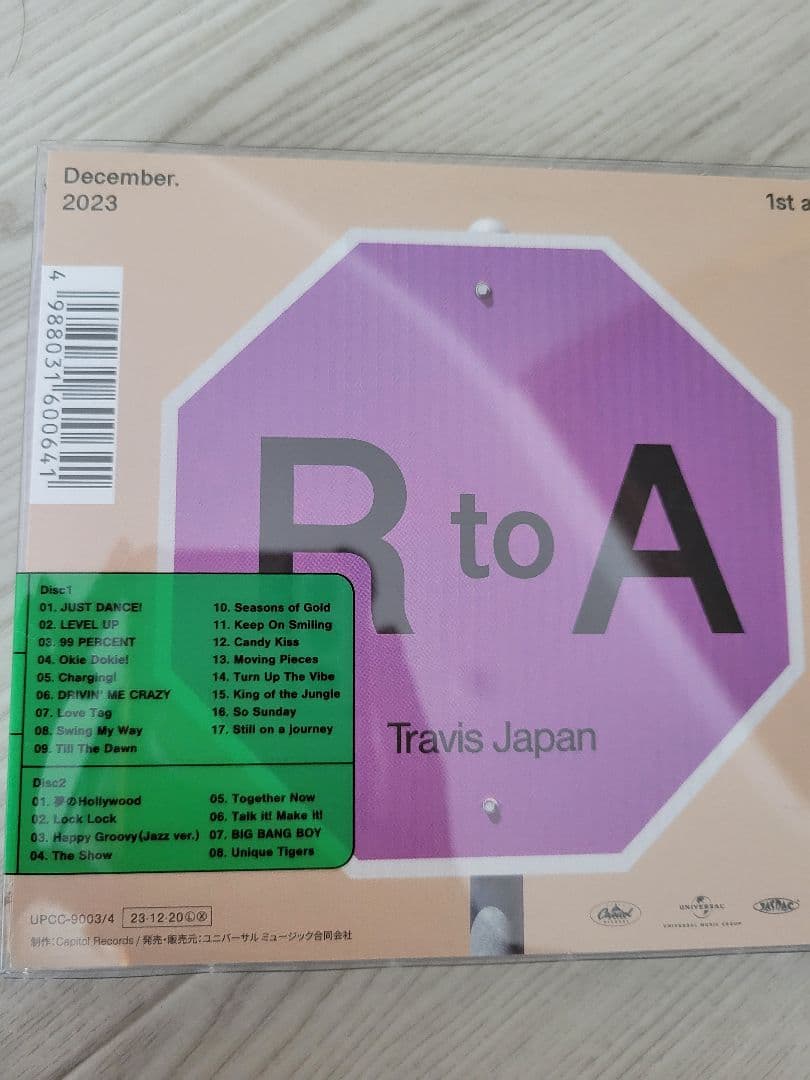 December.
2023
1st a
4 988031 600641
R to A
Travis Japan
Disc1
01. JUST DANCE!
02. LEVEL UP
03. 99 PERCENT
04. Okie Dokie!
05. Charging!
06. DRIVIN' ME CRAZY
07. Love Tag
08. Swing My Way
09. Till The Dawn
10. Seasons of Gold
11. Keep On Smiling
12. Candy Kiss
13. Moving Pieces
14. Turn Up The Vibe
15. King of the Jungle
16. So Sunday
17. Still on a journey
Disc2
01. 夢のHollywood
02. Lock Lock
03. Happy Groovy(Jazz ver.)
04. The Show
05. Together Now
06. Talk it! Make it!
07. BIG BANG BOY
08. Unique Tigers
UPCC-9003/4 23·12·20ⓁⓍ
制作:Capitol Records / 発売・販売元:ユニバーサル ミュージック合同会社
Capitol
RECORDS
UNIVERSAL
UNIVERSAL MUSIC GROUP
JASRAC